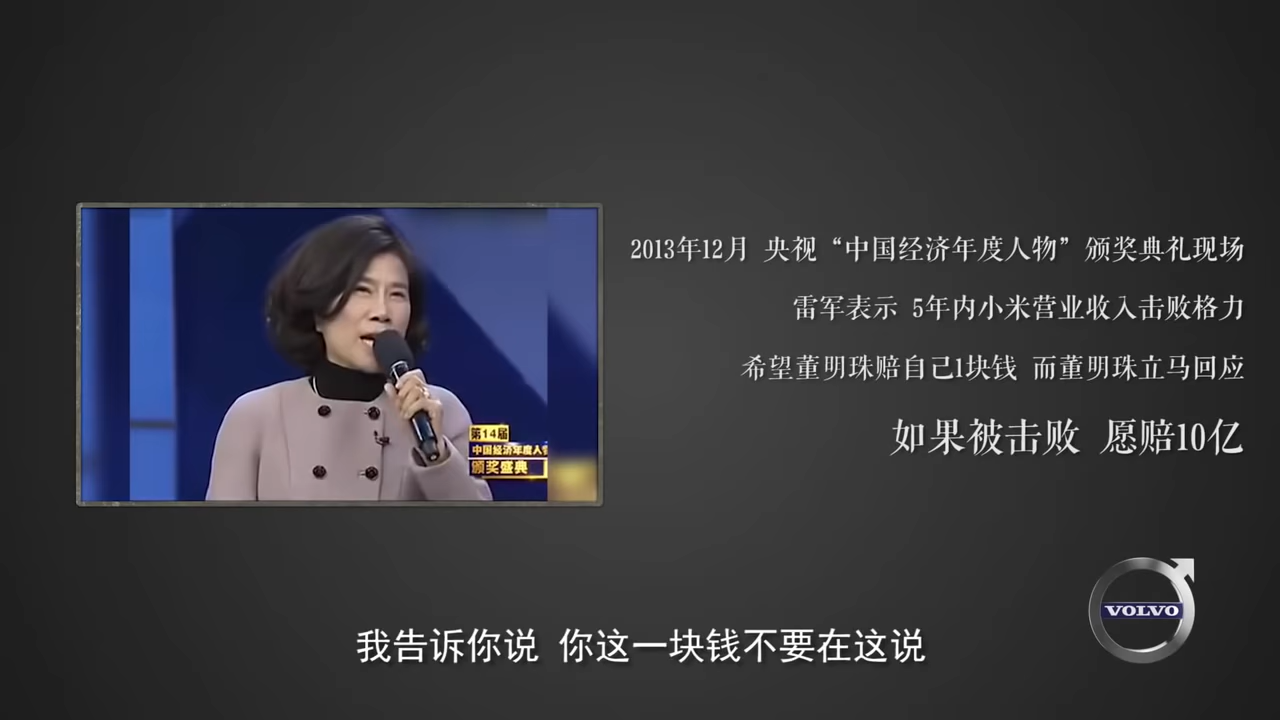 2013年12月 央视“中国经济年度人物”颁奖典礼现场
雷军表示 5年内小米营业收入击败格力
希望董明珠赔自己1块钱 而董明珠立马回应
如果被击败 愿赔10亿
第14届
中国经济年度人物
颁奖盛典
VOLVO
我告诉你说 你这一块钱不要在这说